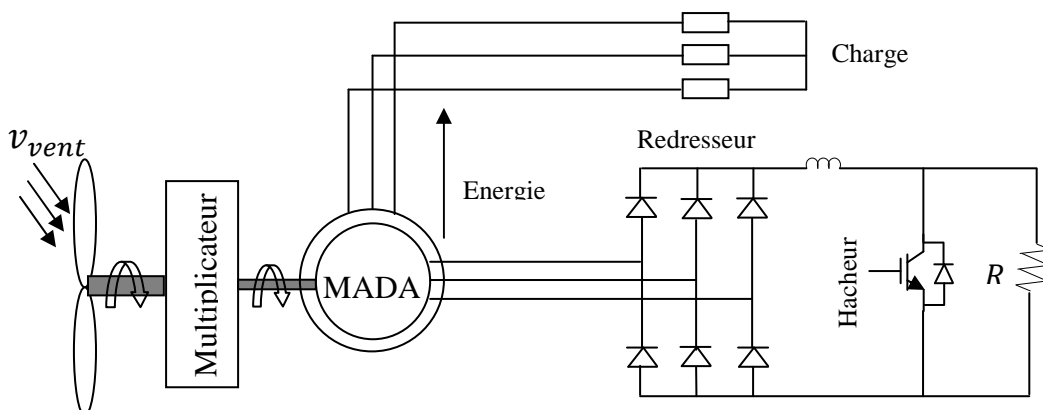 Charge
Redresseur
v_vent
Energie
Multiplicateur
MADA
Hacheur
R